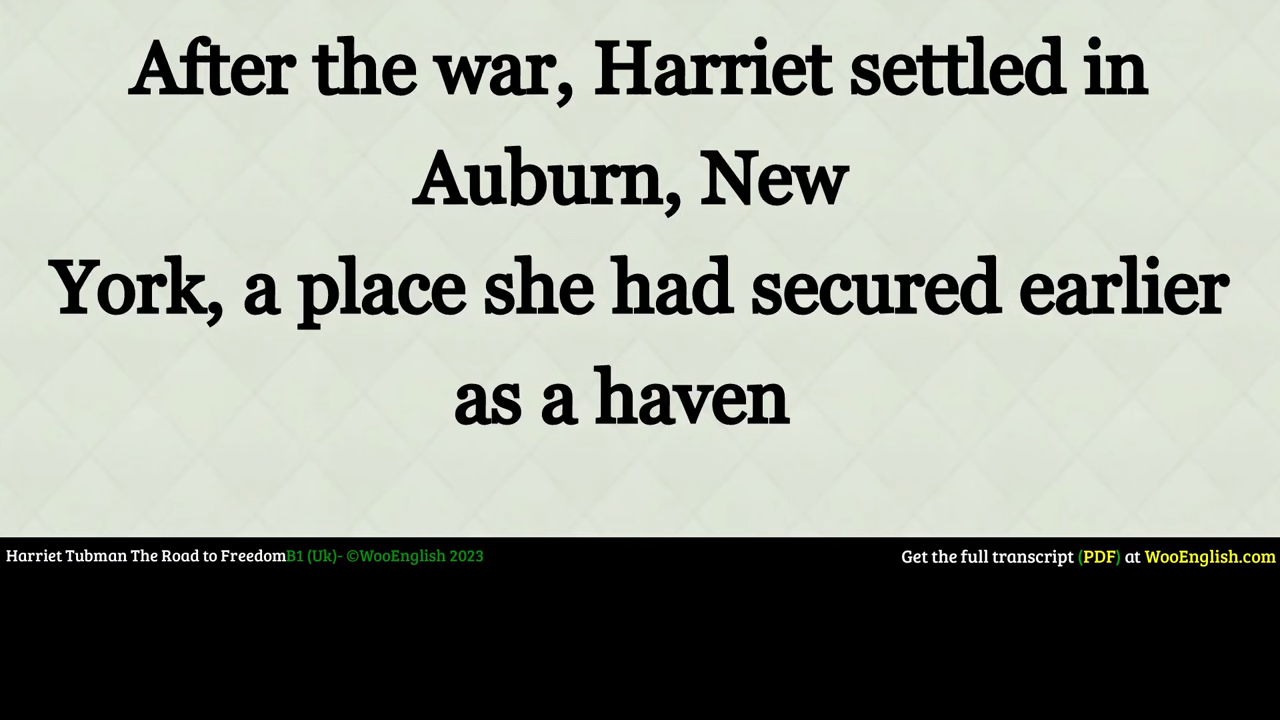 After the war, Harriet settled in
Auburn, New
York, a place she had secured earlier
as a haven
Harriet Tubman The Road to FreedomB1 (Uk)- ©WooEnglish 2023
Get the full transcript (PDF) at WooEnglish.com